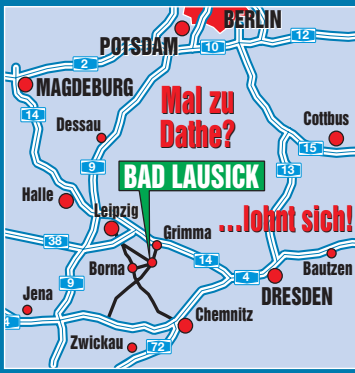 BERLIN
POTSDAM
10
12
2
MAGDEBURG
Mal zu
Dathe?
14
Dessau
Cottbus
15
9
13
BAD LAUSICK
Halle
Leipzig
...lohnt sich!
38
Grimma
14
Borna
Bautzen
4
9
Jena
DRESDEN
4
Chemnitz
Zwickau
72